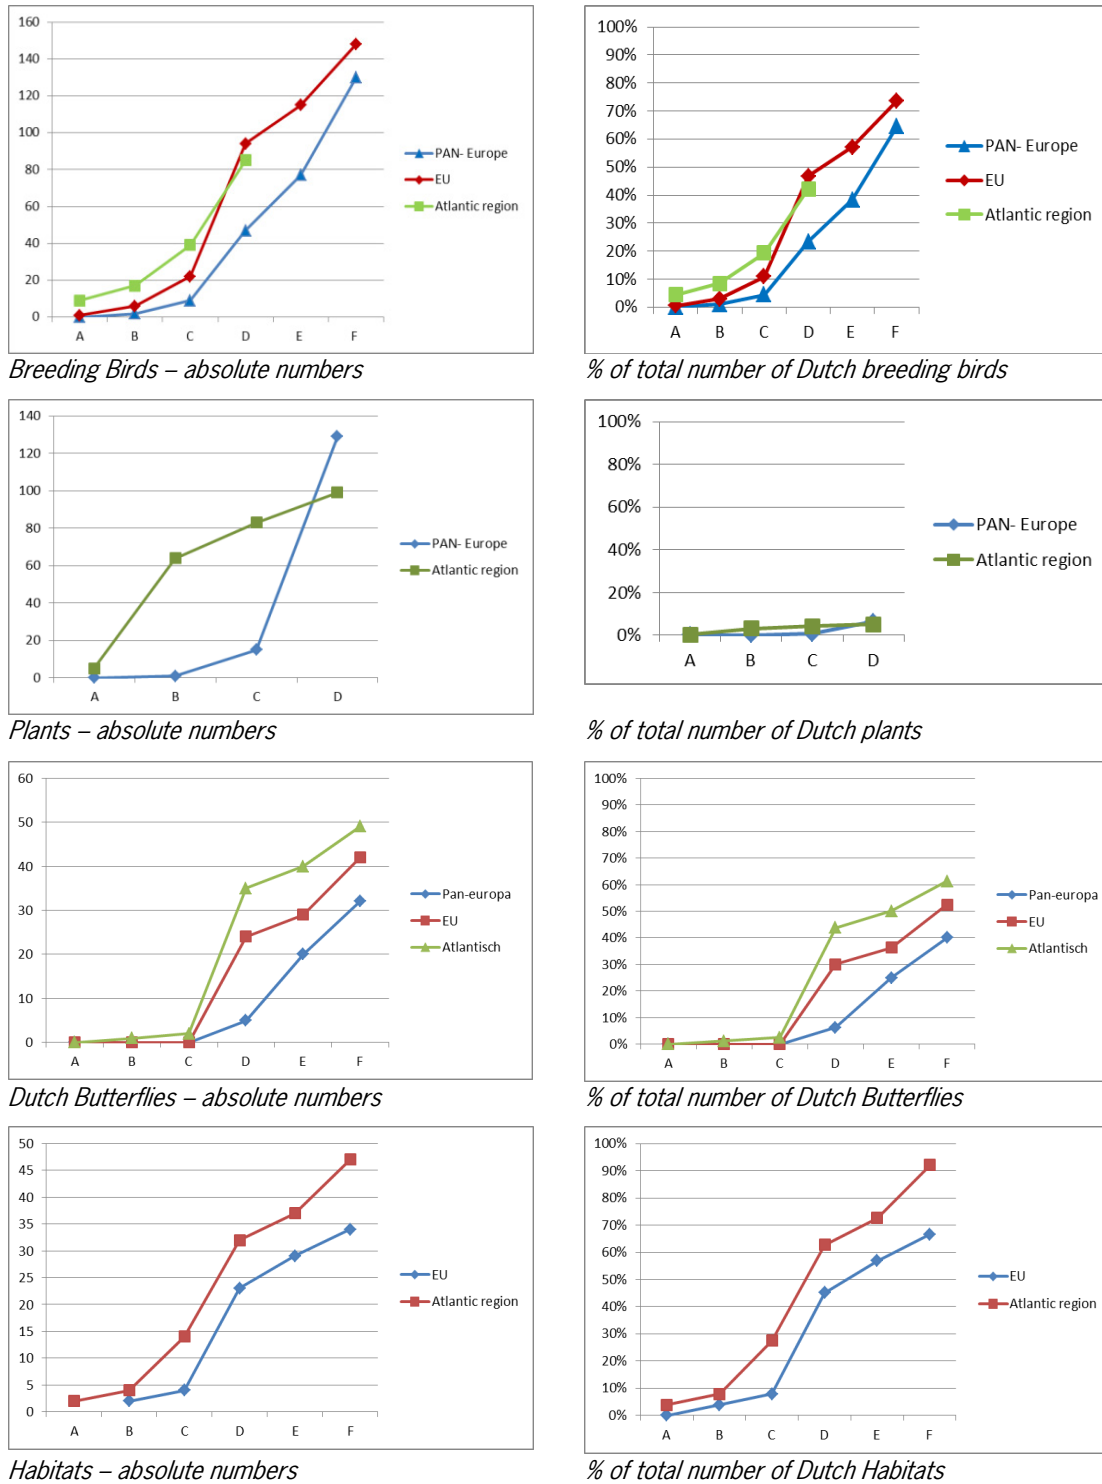 160
140
120
100
80
60
40
20
0
A B C D E F
PAN- Europe
EU
Atlantic region
Breeding Birds – absolute numbers
100%
90%
80%
70%
60%
50%
40%
30%
20%
10%
0%
A B C D E F
PAN- Europe
EU
Atlantic region
% of total number of Dutch breeding birds
140
120
100
80
60
40
20
0
A B C D
PAN- Europe
Atlantic region
Plants – absolute numbers
100%
80%
60%
40%
20%
0%
A B C D
PAN- Europe
Atlantic region
% of total number of Dutch plants
60
50
40
30
20
10
0
A B C D E F
Pan-europa
EU
Atlantisch
Dutch Butterflies – absolute numbers
100%
90%
80%
70%
60%
50%
40%
30%
20%
10%
0%
A B C D E F
Pan-europa
EU
Atlantisch
% of total number of Dutch Butterflies
50
45
40
35
30
25
20
15
10
5
0
A B C D E F
EU
Atlantic region
Habitats – absolute numbers
100%
90%
80%
70%
60%
50%
40%
30%
20%
10%
0%
A B C D E F
EU
Atlantic region
% of total number of Dutch Habitats